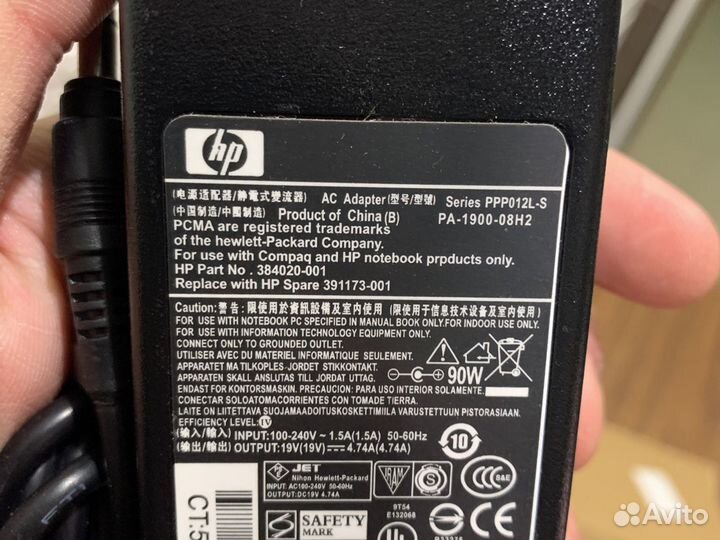 hp
(电源适配器/静電式變流器) AC Adapter(型号/型號) Series PPP012L-S
(中国制造/中國製造) Product of China(B) PA-1900-08H2
PCMA are registered trademarks
of the hewlett-Packard Company.
For use with Compaq and HP notebook prpducts only.
HP Part No . 384020-001
Replace with HP Spare 391173-001
Caution: 警告: 限使用於資訊設備及室内使用 (限使用于信息技术设备及室内使用)
FOR USE WITH NOTEBOOK PC SPECIFIED IN MANUAL BOOK ONLY.FOR INDOOR USE ONLY.
FOR USE WITH INFORMATION TECHNOLOGY EQUIPMENT ONLY.
CONNECT ONLY TO GROUNDED OUTLET.
UTILISER AVEC DU MATERIEL INFORMATIQUE SEULEMENT.
APPARATET MA TILKOPLES-JORDET STIKKONTAKT.
APPARATEN SKALL ANSLUTAS TILL JORDAT UTTAG.
90W
ENDAST FOR KONTORSMASKIN. PRECAUCION: PARA USO INTERIOR SOLAMENTE.
CONECTAR SOLOATOMACORRIENTES CON TERRA.
LAITE ON LIITETTAVA SUOJAMAADOITUSKOSKETTIMILLA VARUSTETTUUN PISTORASIAAN.
EFFICIENCY LEVEL:IV
(输入/輸入) INPUT:100-240V ~ 1.5A(1.5A) 50-60Hz
(输出/輸出) OUTPUT:19V(19V) 4.74A(4.74A)
10
JET
Nihon Hewlett-Packard
INPUT: AC100-240V 50-60Hz
OUTPUT:DC19V 4.74A
CCC
S&E
9T54
E132068
SAFETY
MARK
CT:5
Avito